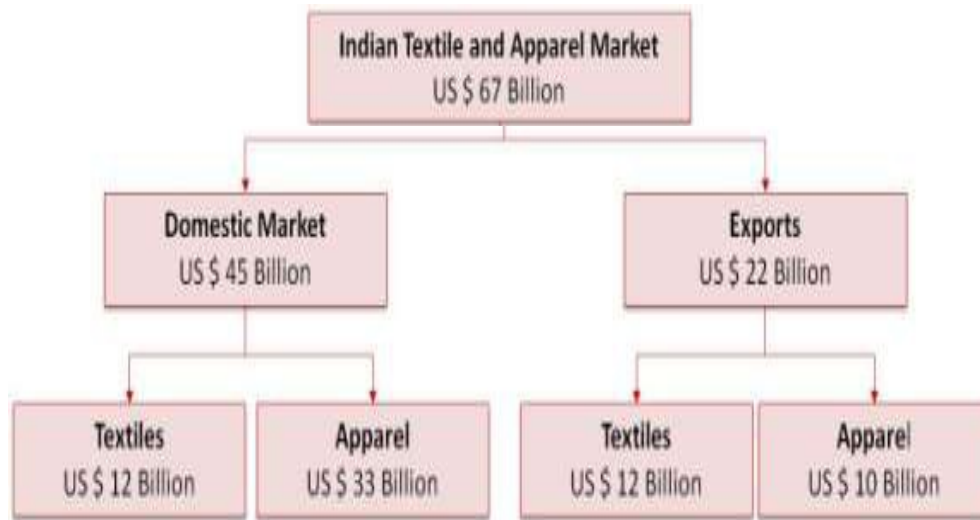 Indian Textile and Apparel Market
US $ 67 Billion
Domestic Market
US $ 45 Billion
Exports
US $ 22 Billion
Textiles
US $ 12 Billion
Apparel
US $ 33 Billion
Textiles
US $ 12 Billion
Apparel
US $ 10 Billion